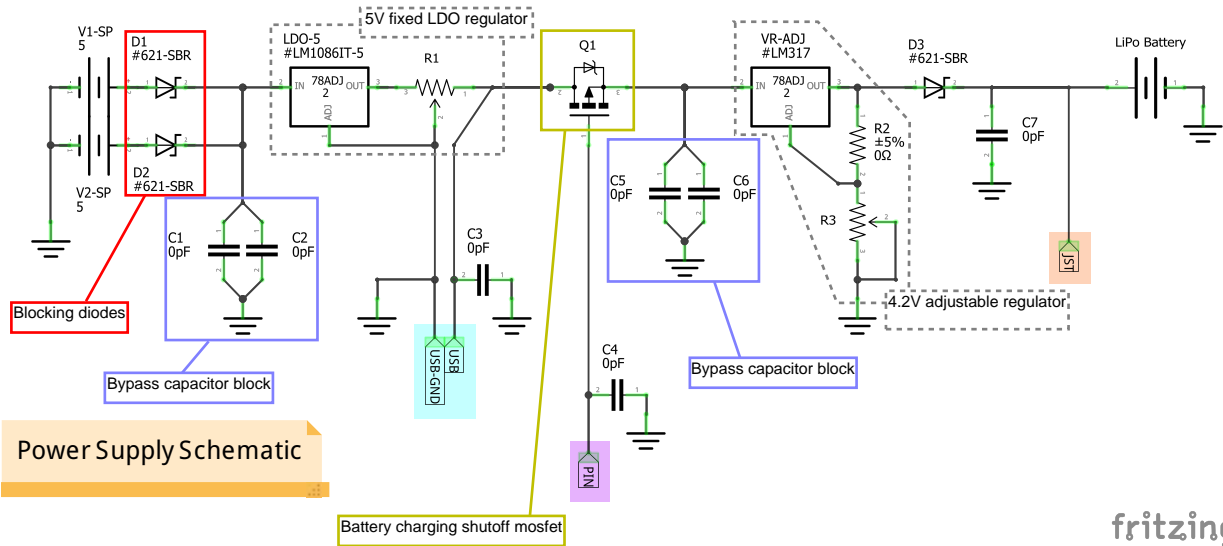 5V fixed LDO regulator
V1-SP
5
D1
#621-SBR
LDO-5
#LM1086IT-5
R1
Q1
VR-ADJ
#LM317
D3
#621-SBR
LiPo Battery
IN
78ADJ
2
OUT
ADJ
IN
78ADJ
2
OUT
ADJ
R2
±5%
0Ω
C7
0pF
D2
#621-SBR
V2-SP
5
C5
0pF
C6
0pF
R3
C1
0pF
C2
0pF
C3
0pF
JST
4.2V adjustable regulator
Blocking diodes
USB-GND
USB
C4
0pF
Bypass capacitor block
Bypass capacitor block
Power Supply Schematic
PIN
Battery charging shutoff mosfet
fritzing